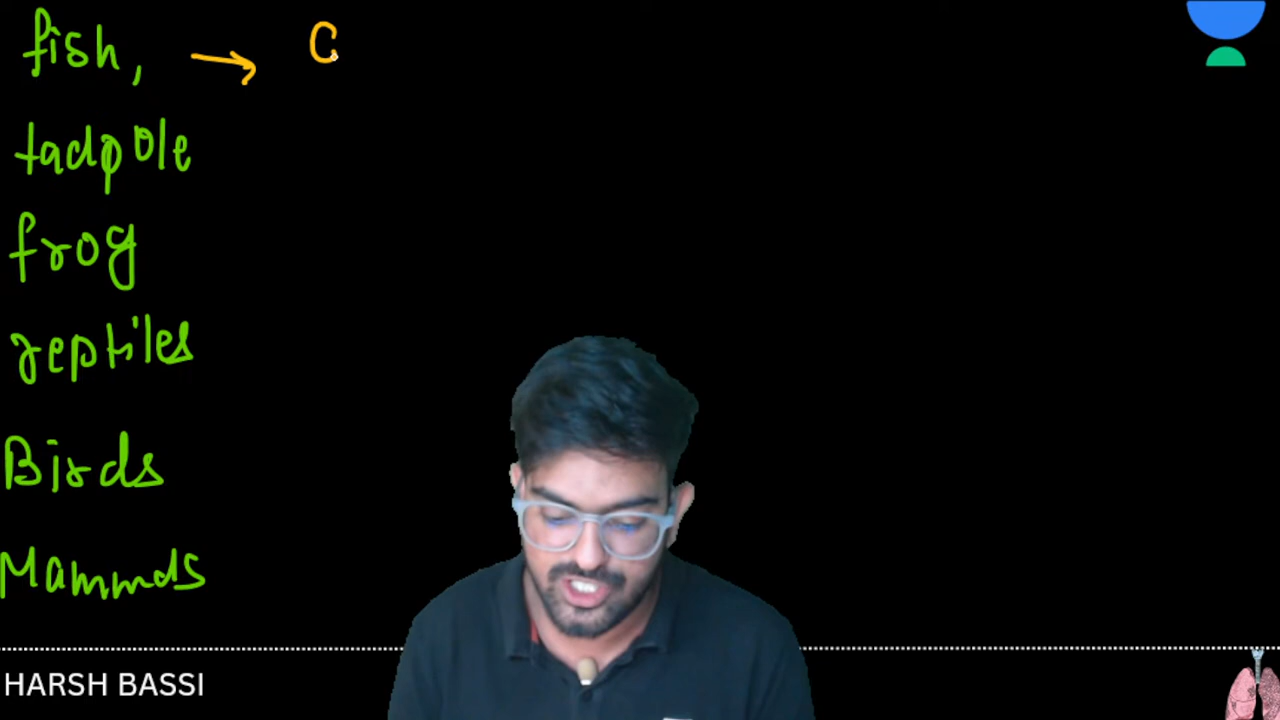 fish, → G
tadpole
frog
reptiles
Birds
Mammals
HARSH BASSI